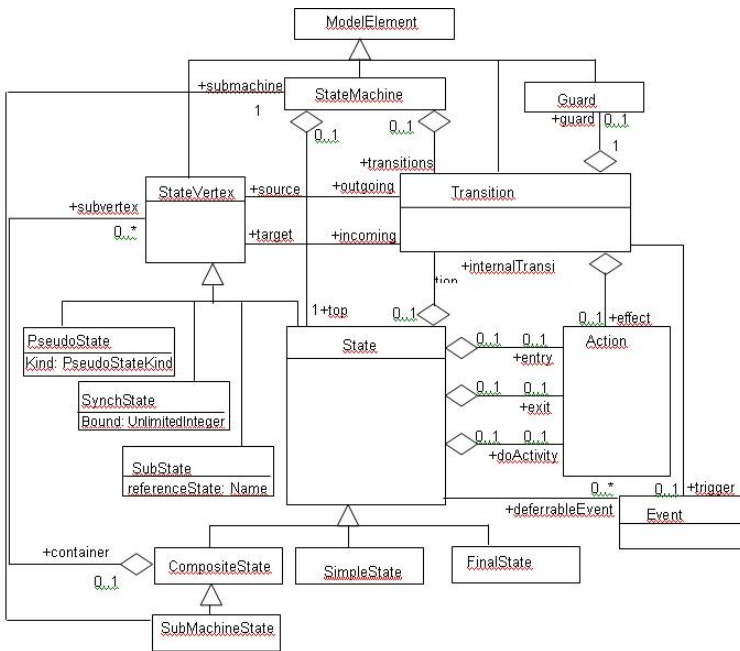 ModelElement
+submachine
1
StateMachine
Guard
+guard
0..1
0..1
0..1
1
+transitions
StateVertex
+source
+outgoing
Transition
+subvertex
0..*
+target
+incoming
+internalTransi
tion
1
+top
0..1
0..1
+effect
PseudoState
Kind: PseudoStateKind
State
0..1
0..1
+entry
Action
SynchState
Bound: UnlimitedInteger
0..1
0..1
+exit
0..1
0..1
+doActivity
SubState
referenceState: Name
0..*
0..1
+trigger
+deferrableEvent
Event
+container
0..1
CompositeState
SimpleState
FinalState
SubMachineState